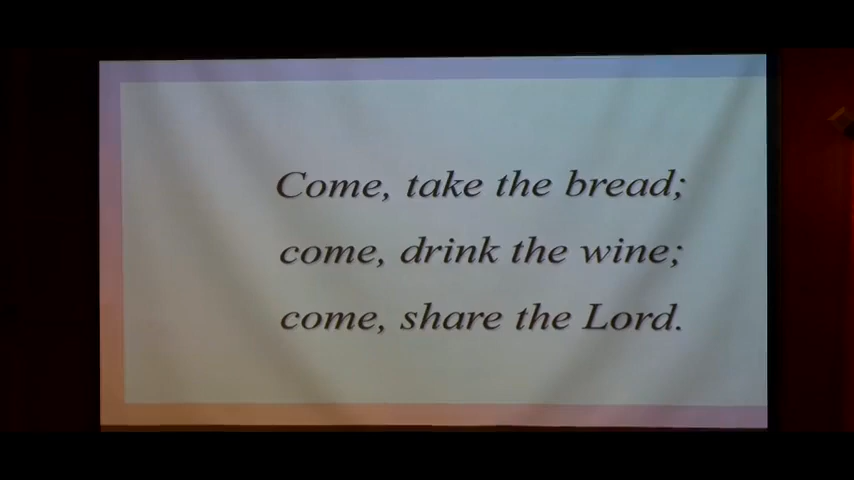 Come, take the bread;
come, drink the wine;
come, share the Lord.